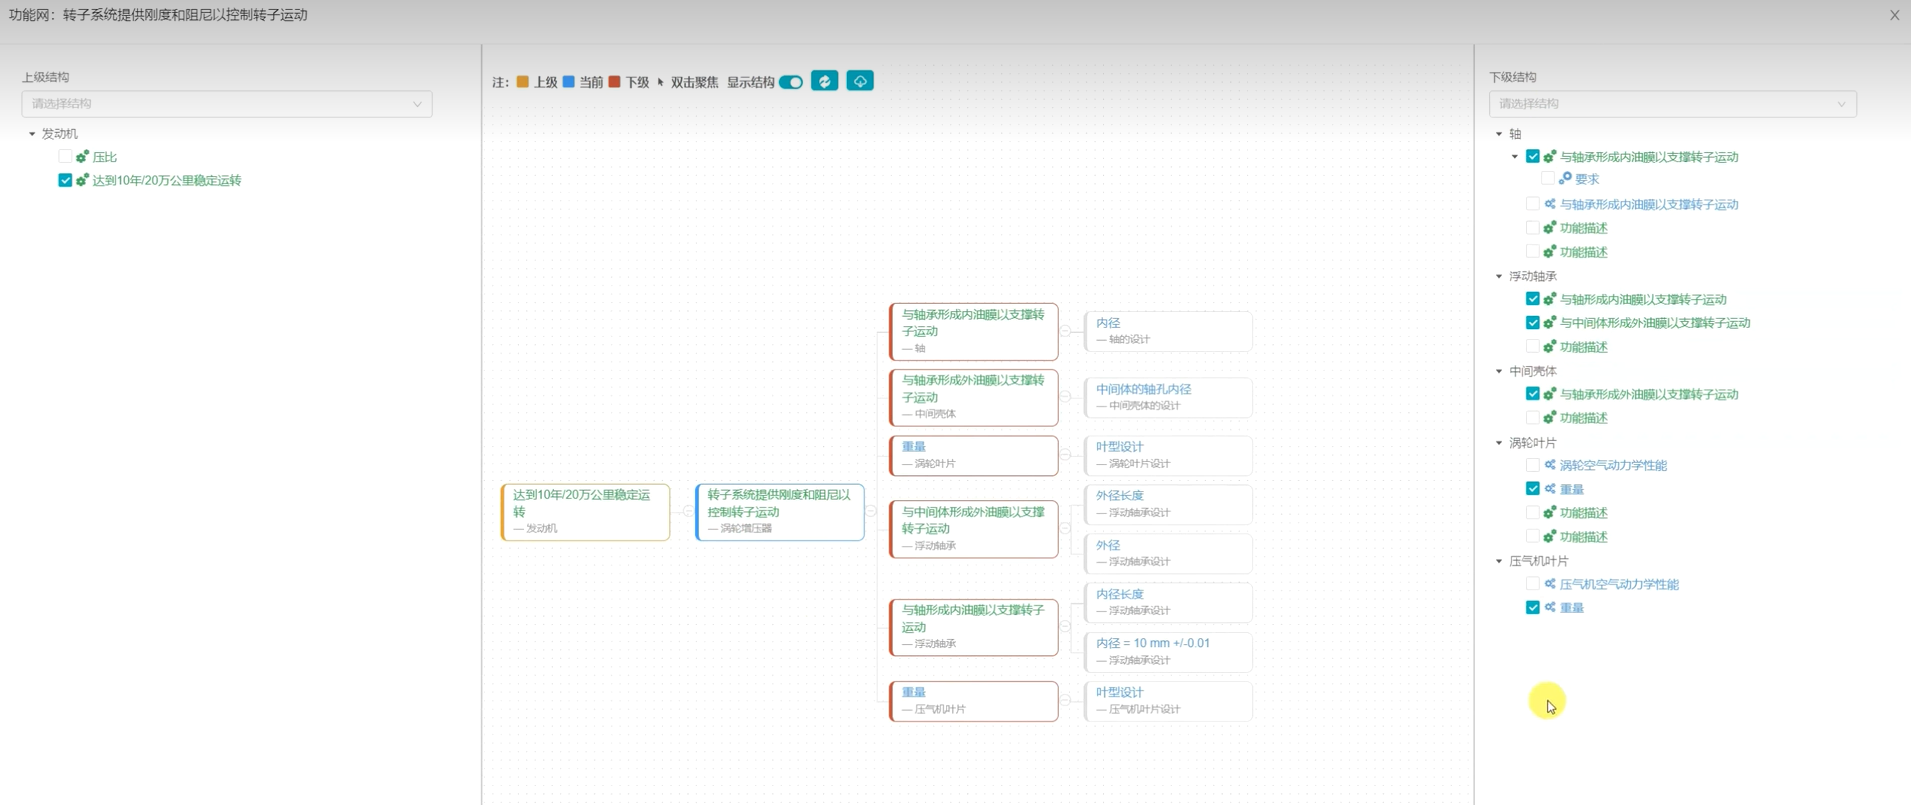 功能网：转子系统提供刚度和阻尼以控制转子运动
上级结构
请选择结构
发动机
压比
达到10年/20万公里稳定运转
注： 上级 当前 下级 双击聚焦 显示结构
达到10年/20万公里稳定运
转
— 发动机
转子系统提供刚度和阻尼以
控制转子运动
— 涡轮增压器
与轴承形成内油膜以支撑转
子运动
— 轴
内径
— 轴的设计
与轴承形成外油膜以支撑转
子运动
— 中间壳体
中间体的轴孔内径
— 中间壳体的设计
重量
— 涡轮叶片
叶型设计
— 涡轮叶片设计
与中间体形成外油膜以支撑
转子运动
— 浮动轴承
外径长度
— 浮动轴承设计
外径
— 浮动轴承设计
与轴形成内油膜以支撑转子
运动
— 浮动轴承
内径长度
— 浮动轴承设计
内径 = 10 mm +/-0.01
— 浮动轴承设计
重量
— 压气机叶片
叶型设计
— 压气机叶片设计
下级结构
请选择结构
轴
与轴承形成内油膜以支撑转子运动
要求
与轴承形成内油膜以支撑转子运动
功能描述
功能描述
浮动轴承
与轴形成内油膜以支撑转子运动
与中间体形成外油膜以支撑转子运动
功能描述
中间壳体
与轴承形成外油膜以支撑转子运动
功能描述
涡轮叶片
涡轮空气动力学性能
重量
功能描述
功能描述
压气机叶片
压气机空气动力学性能
重量